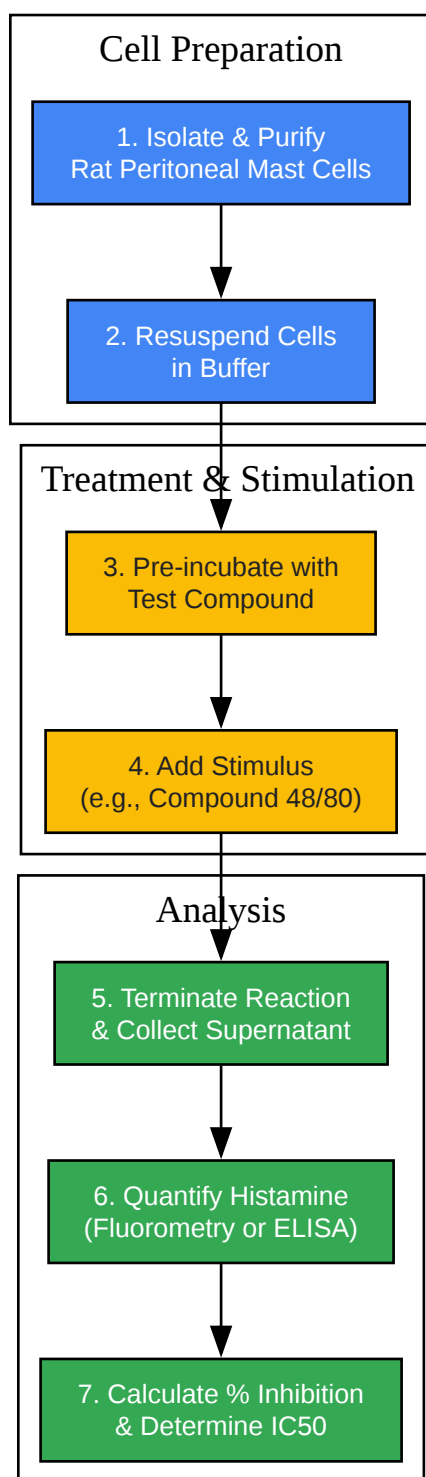 Cell Preparation
1. Isolate & Purify
Rat Peritoneal Mast Cells
2. Resuspend Cells
in Buffer
Treatment & Stimulation
3. Pre-incubate with
Test Compound
4. Add Stimulus
(e.g., Compound 48/80)
Analysis
5. Terminate Reaction
& Collect Supernatant
6. Quantify Histamine
(Fluorometry or ELISA)
7. Calculate % Inhibition
& Determine IC50